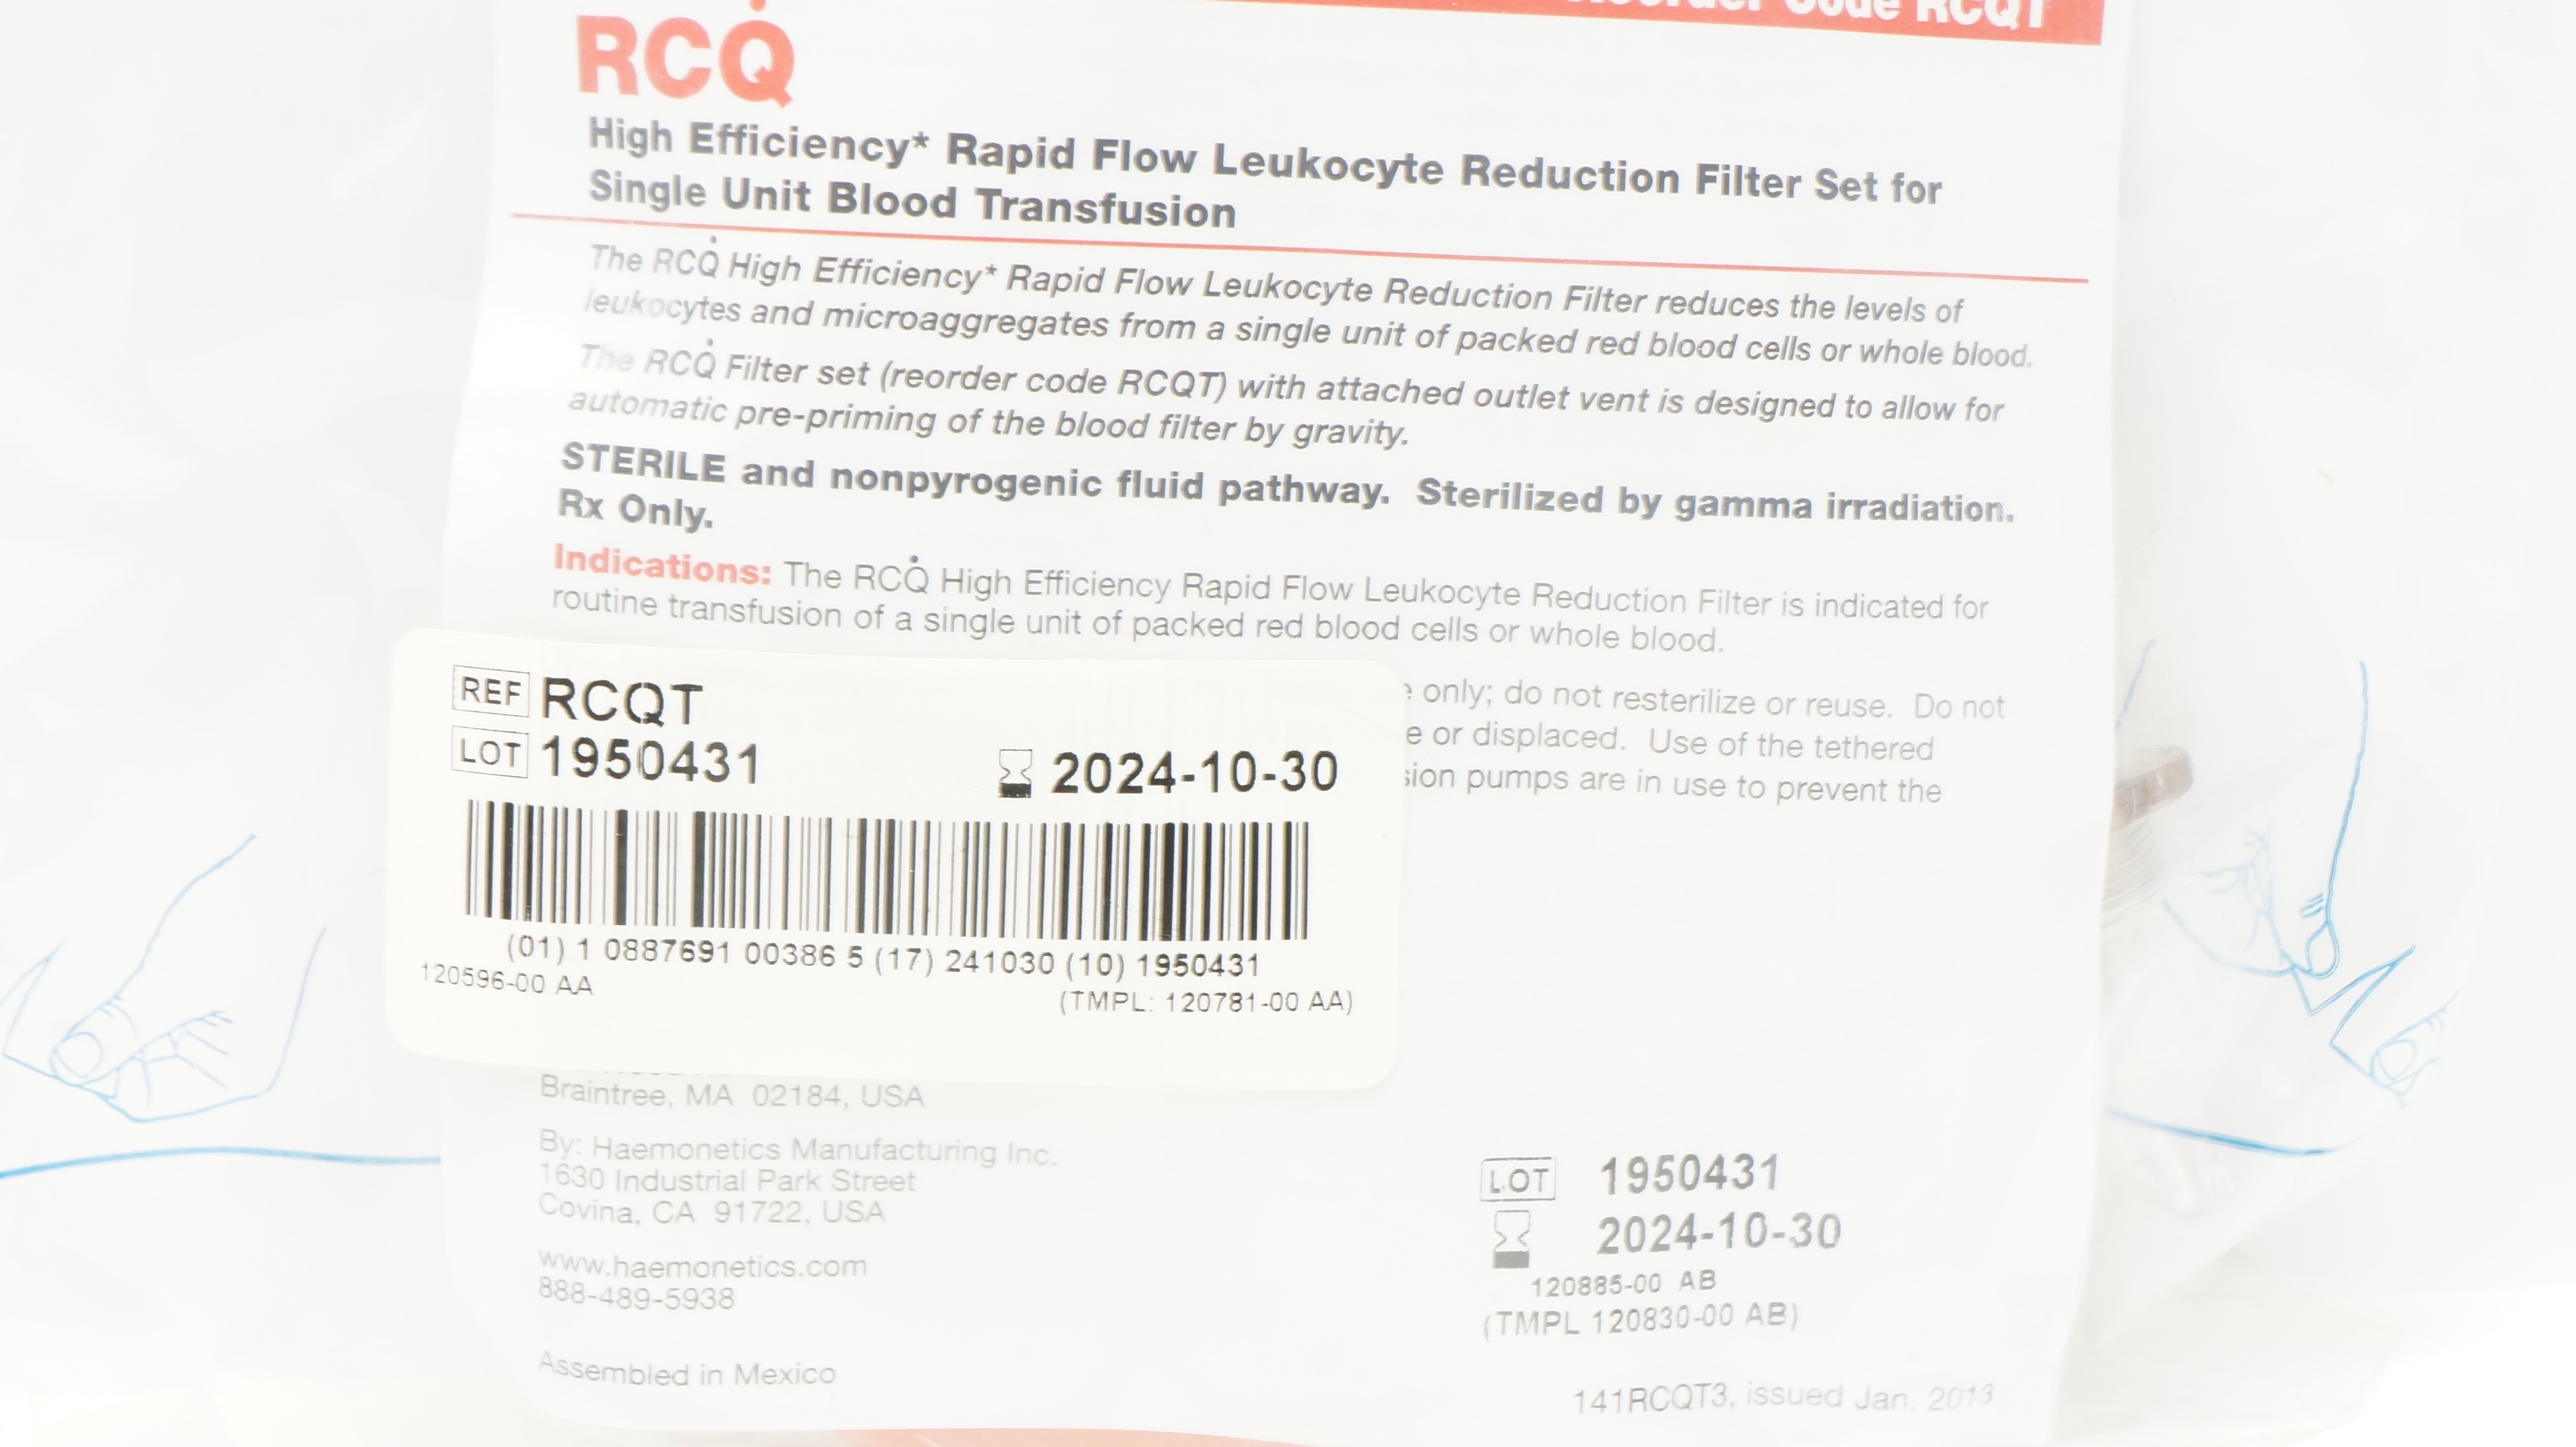 Reorder Code RCQT
RCQ̇
High Efficiency* Rapid Flow Leukocyte Reduction Filter Set for
Single Unit Blood Transfusion
The RCQ̇ High Efficiency* Rapid Flow Leukocyte Reduction Filter reduces the levels of
leukocytes and microaggregates from a single unit of packed red blood cells or whole blood.
The RCQ̇ Filter set (reorder code RCQT) with attached outlet vent is designed to allow for
automatic pre-priming of the blood filter by gravity.
STERILE and nonpyrogenic fluid pathway. Sterilized by gamma irradiation.
Rx Only.
Indications: The RCQ̇ High Efficiency Rapid Flow Leukocyte Reduction Filter is indicated for
routine transfusion of a single unit of packed red blood cells or whole blood.
only; do not resterilize or reuse. Do not
or displaced. Use of the tethered
pumps are in use to prevent the
REF RCQT
LOT 1950431
2024-10-30
(01) 1 0887691 00386 5 (17) 241030 (10) 1950431
120596-00 AA
(TMPL: 120781-00 AA)
Braintree, MA 02184, USA
By: Haemonetics Manufacturing Inc.
1630 Industrial Park Street
Covina, CA 91722, USA
www.haemonetics.com
888-489-5938
Assembled in Mexico
LOT 1950431
2024-10-30
120885-00 AB
(TMPL 120830-00 AB)
141RCQT3, issued Jan. 2013